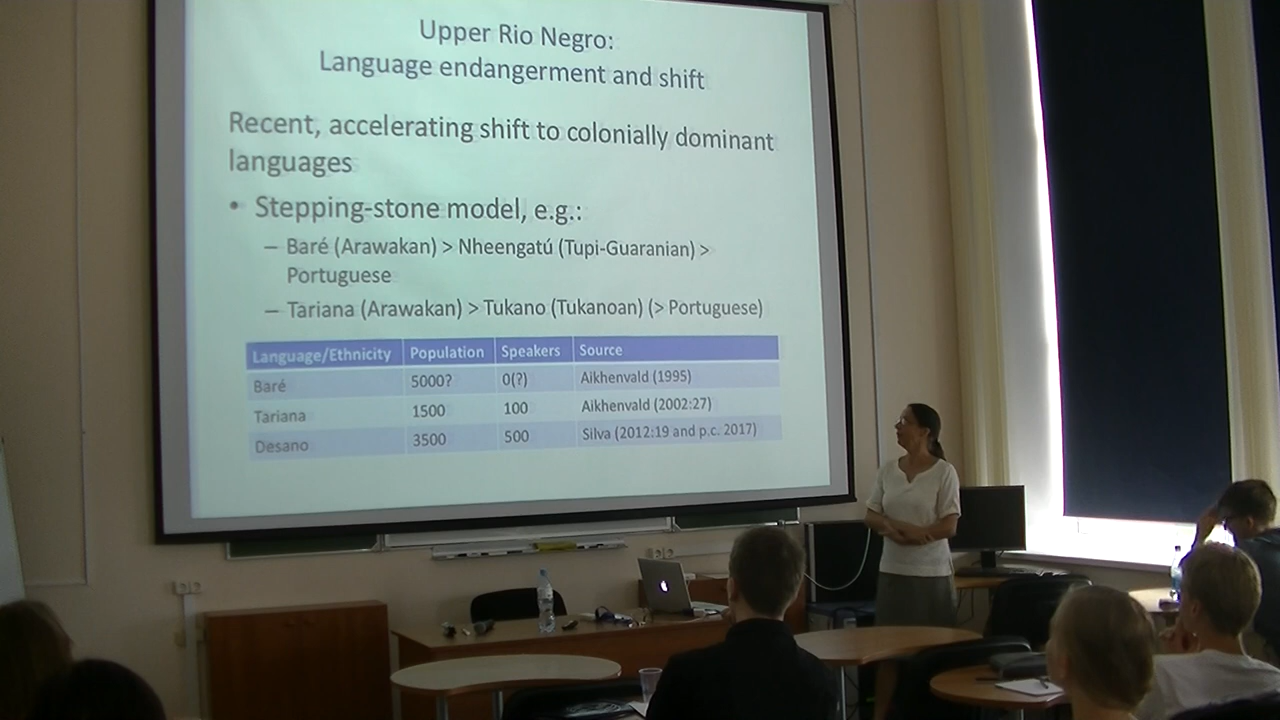 Upper Rio Negro:
Language endangerment and shift
Recent, accelerating shift to colonially dominant
languages
• Stepping-stone model, e.g.:
– Baré (Arawakan) > Nheengatú (Tupi-Guaranian) >
Portuguese
– Tariana (Arawakan) > Tukano (Tukanoan) (> Portuguese)
Language/Ethnicity Population Speakers Source
Baré 5000? 0(?) Aikhenvald (1995)
Tariana 1500 100 Aikhenvald (2002:27)
Desano 3500 500 Silva (2012:19 and p.c. 2017)